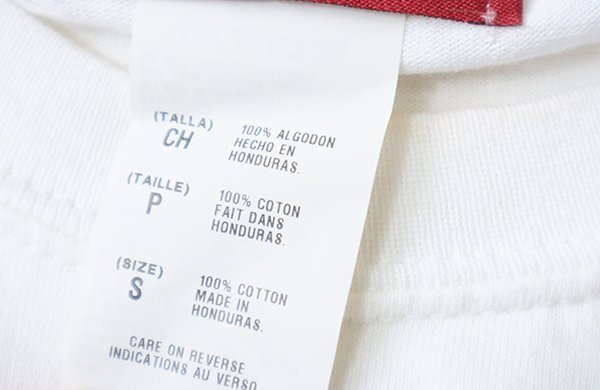 (TALLA)
CH
100% ALGODON
HECHO EN
HONDURAS.
(TAILLE)
P
100% COTON
FAIT DANS
HONDURAS.
(SIZE)
S
100% COTTON
MADE IN
HONDURAS.
CARE ON REVERSE
INDICATIONS AU VERSO